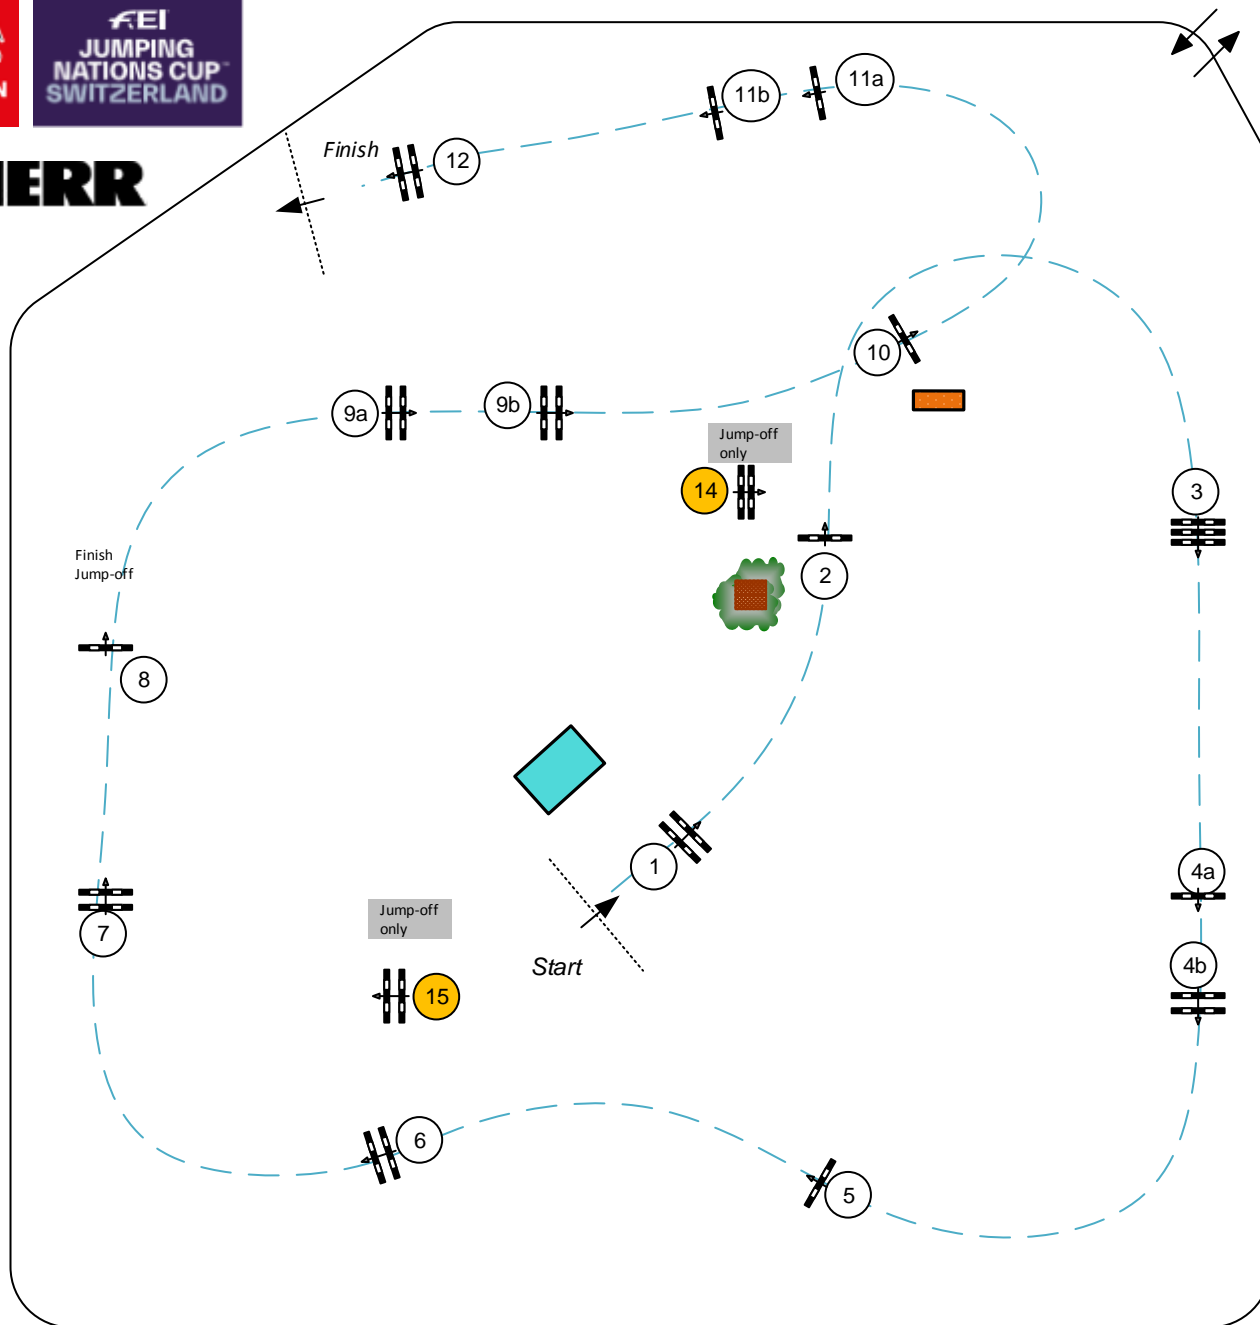 FEI
JUMPING
NATIONS CUP™
SWITZERLAND
N
11a
11b
Finish
12
ERR
10
9a
9b
Jump-off
only
14
3
Finish
Jump-off
2
8
1
4a
Jump-off
only
7
4b
Start
15
6
5